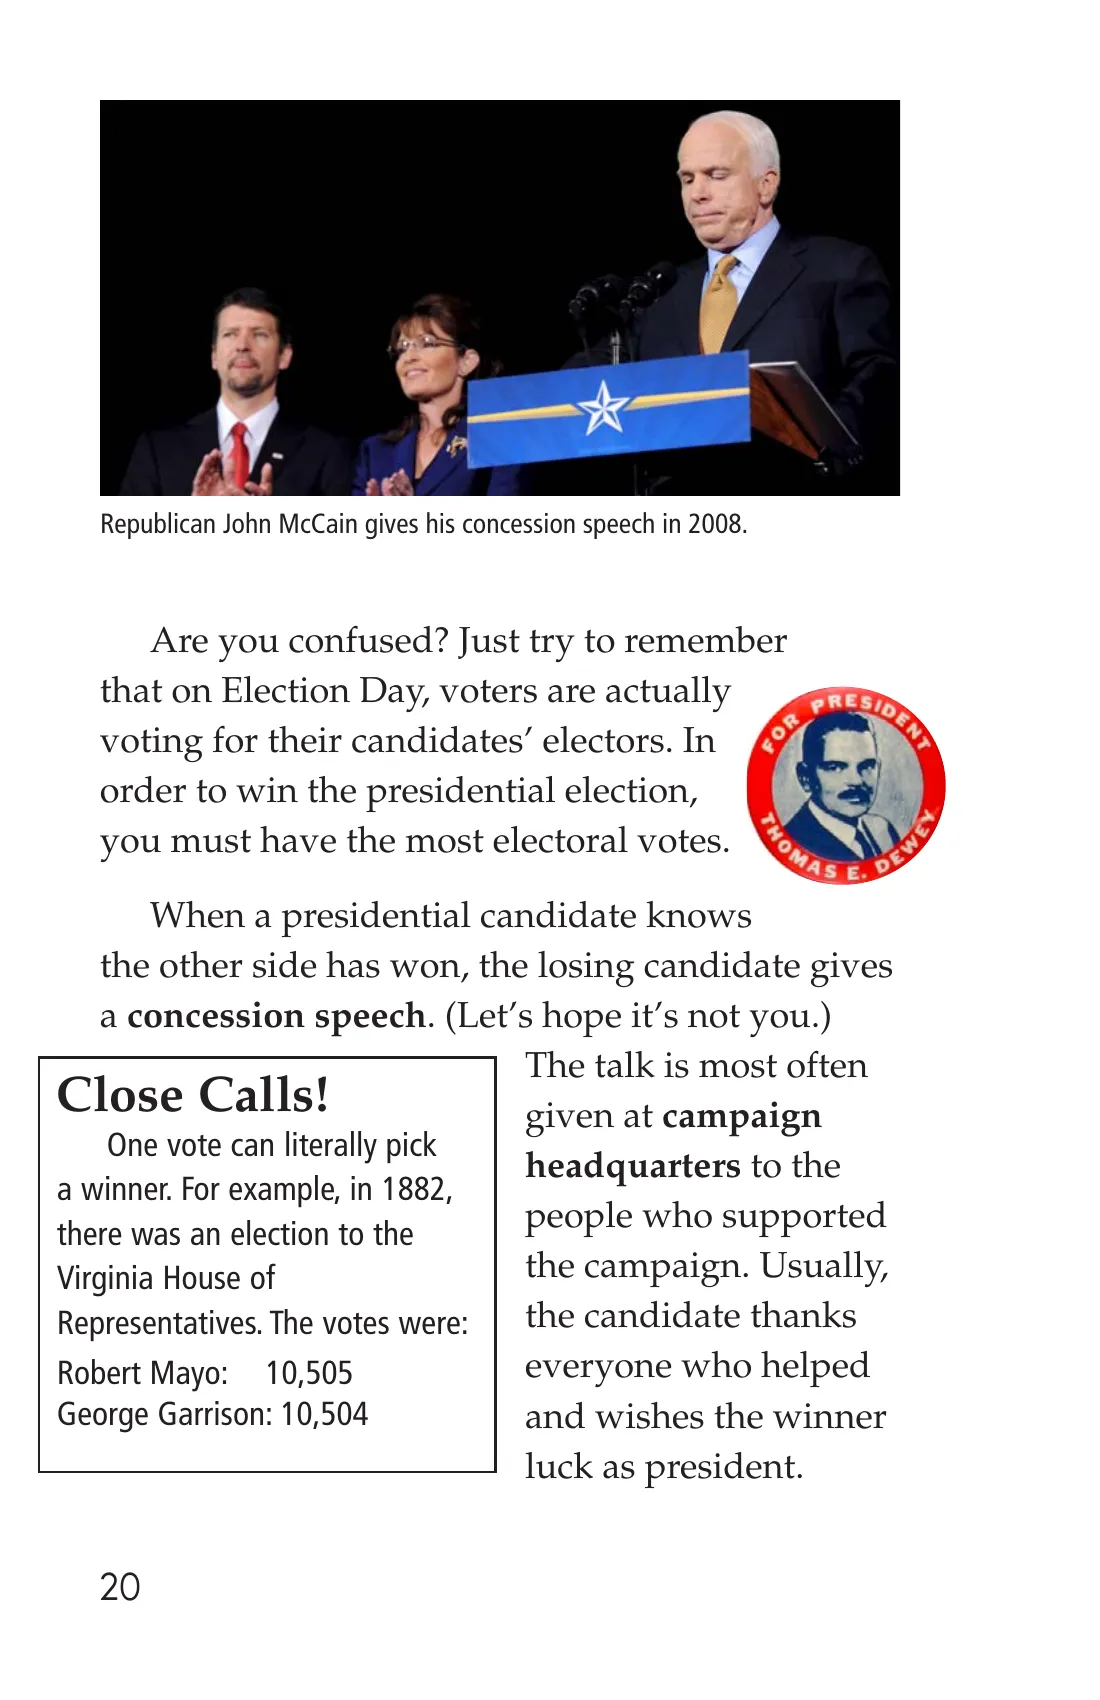 Republican John McCain gives his concession speech in 2008.
Are you confused? Just try to remember
that on Election Day, voters are actually
voting for their candidates’ electors. In
order to win the presidential election,
you must have the most electoral votes.
FOR PRESIDENT
THOMAS E. DEWEY
When a presidential candidate knows
the other side has won, the losing candidate gives
a concession speech. (Let’s hope it’s not you.)
The talk is most often
given at campaign
headquarters to the
people who supported
the campaign. Usually,
the candidate thanks
everyone who helped
and wishes the winner
luck as president.
Close Calls!
One vote can literally pick
a winner. For example, in 1882,
there was an election to the
Virginia House of
Representatives. The votes were:
Robert Mayo: 10,505
George Garrison: 10,504
20